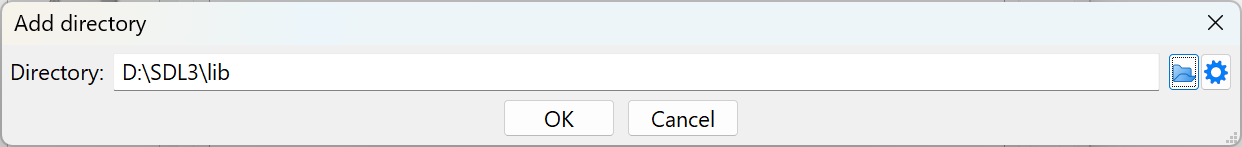 Add directory
Directory: D:\SDL3\lib
OK Cancel